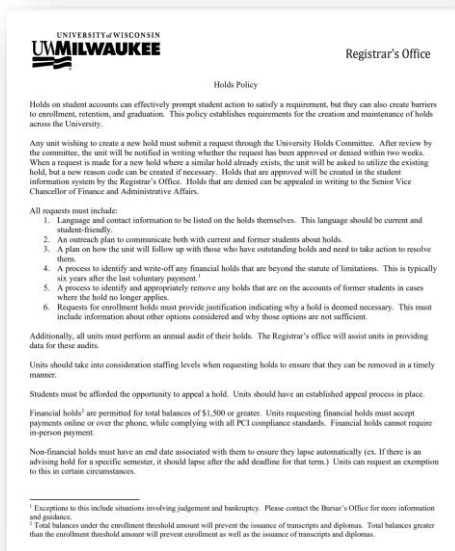 UNIVERSITY of WISCONSIN
UWMILWAUKEE
Registrar's Office
Holds Policy
Holds on student accounts can effectively prompt student action to satisfy a requirement, but they can also create barriers
to enrollment, retention, and graduation. This policy establishes requirements for the creation and maintenance of holds
across the University.
Any unit wishing to create a new hold must submit a request through the University Holds Committee. After review by
the committee, the unit will be notified in writing whether the request has been approved or denied within two weeks.
When a request is made for a new hold where a similar hold already exists, the unit will be asked to utilize the existing
hold, but a new reason code can be created if necessary. Holds that are approved will be created in the student
information system by the Registrar's Office. Holds that are denied can be appealed in writing to the Senior Vice
Chancellor of Finance and Administrative Affairs.
All requests must include:
1. Language and contact information to be listed on the holds themselves. This language should be current and
student-friendly.
2. An outreach plan to communicate both with current and former students about holds.
3. A plan on how the unit will follow up with those who have outstanding holds and need to take action to resolve
them.
4. A process to identify and write-off any financial holds that are beyond the statute of limitations. This is typically
six years after the last voluntary payment.¹
5. A process to identify and appropriately remove any holds that are on the accounts of former students in cases
where the hold no longer applies.
6. Requests for enrollment holds must provide justification indicating why a hold is deemed necessary. This must
include information about other options considered and why those options are not sufficient.
Additionally, all units must perform an annual audit of their holds. The Registrar's office will assist units in providing
data for these audits.
Units should take into consideration staffing levels when requesting holds to ensure that they can be removed in a timely
manner.
Students must be afforded the opportunity to appeal a hold. Units should have an established appeal process in place.
Financial holds² are permitted for total balances of $1,500 or greater. Units requesting financial holds must accept
payments online or over the phone, while complying with all PCI compliance standards. Financial holds cannot require
in-person payment.
Non-financial holds must have an end date associated with them to ensure they lapse automatically (ex. If there is an
advising hold for a specific semester, it should lapse after the add deadline for that term.) Units can request an exemption
to this in certain circumstances.
¹ Exceptions to this include situations involving judgement and bankruptcy. Please contact the Bursar's Office for more information
and guidance.
² Total balances under the enrollment threshold amount will prevent the issuance of transcripts and diplomas. Total balances greater
than the enrollment threshold amount will prevent enrollment as well as the issuance of transcripts and diplomas.